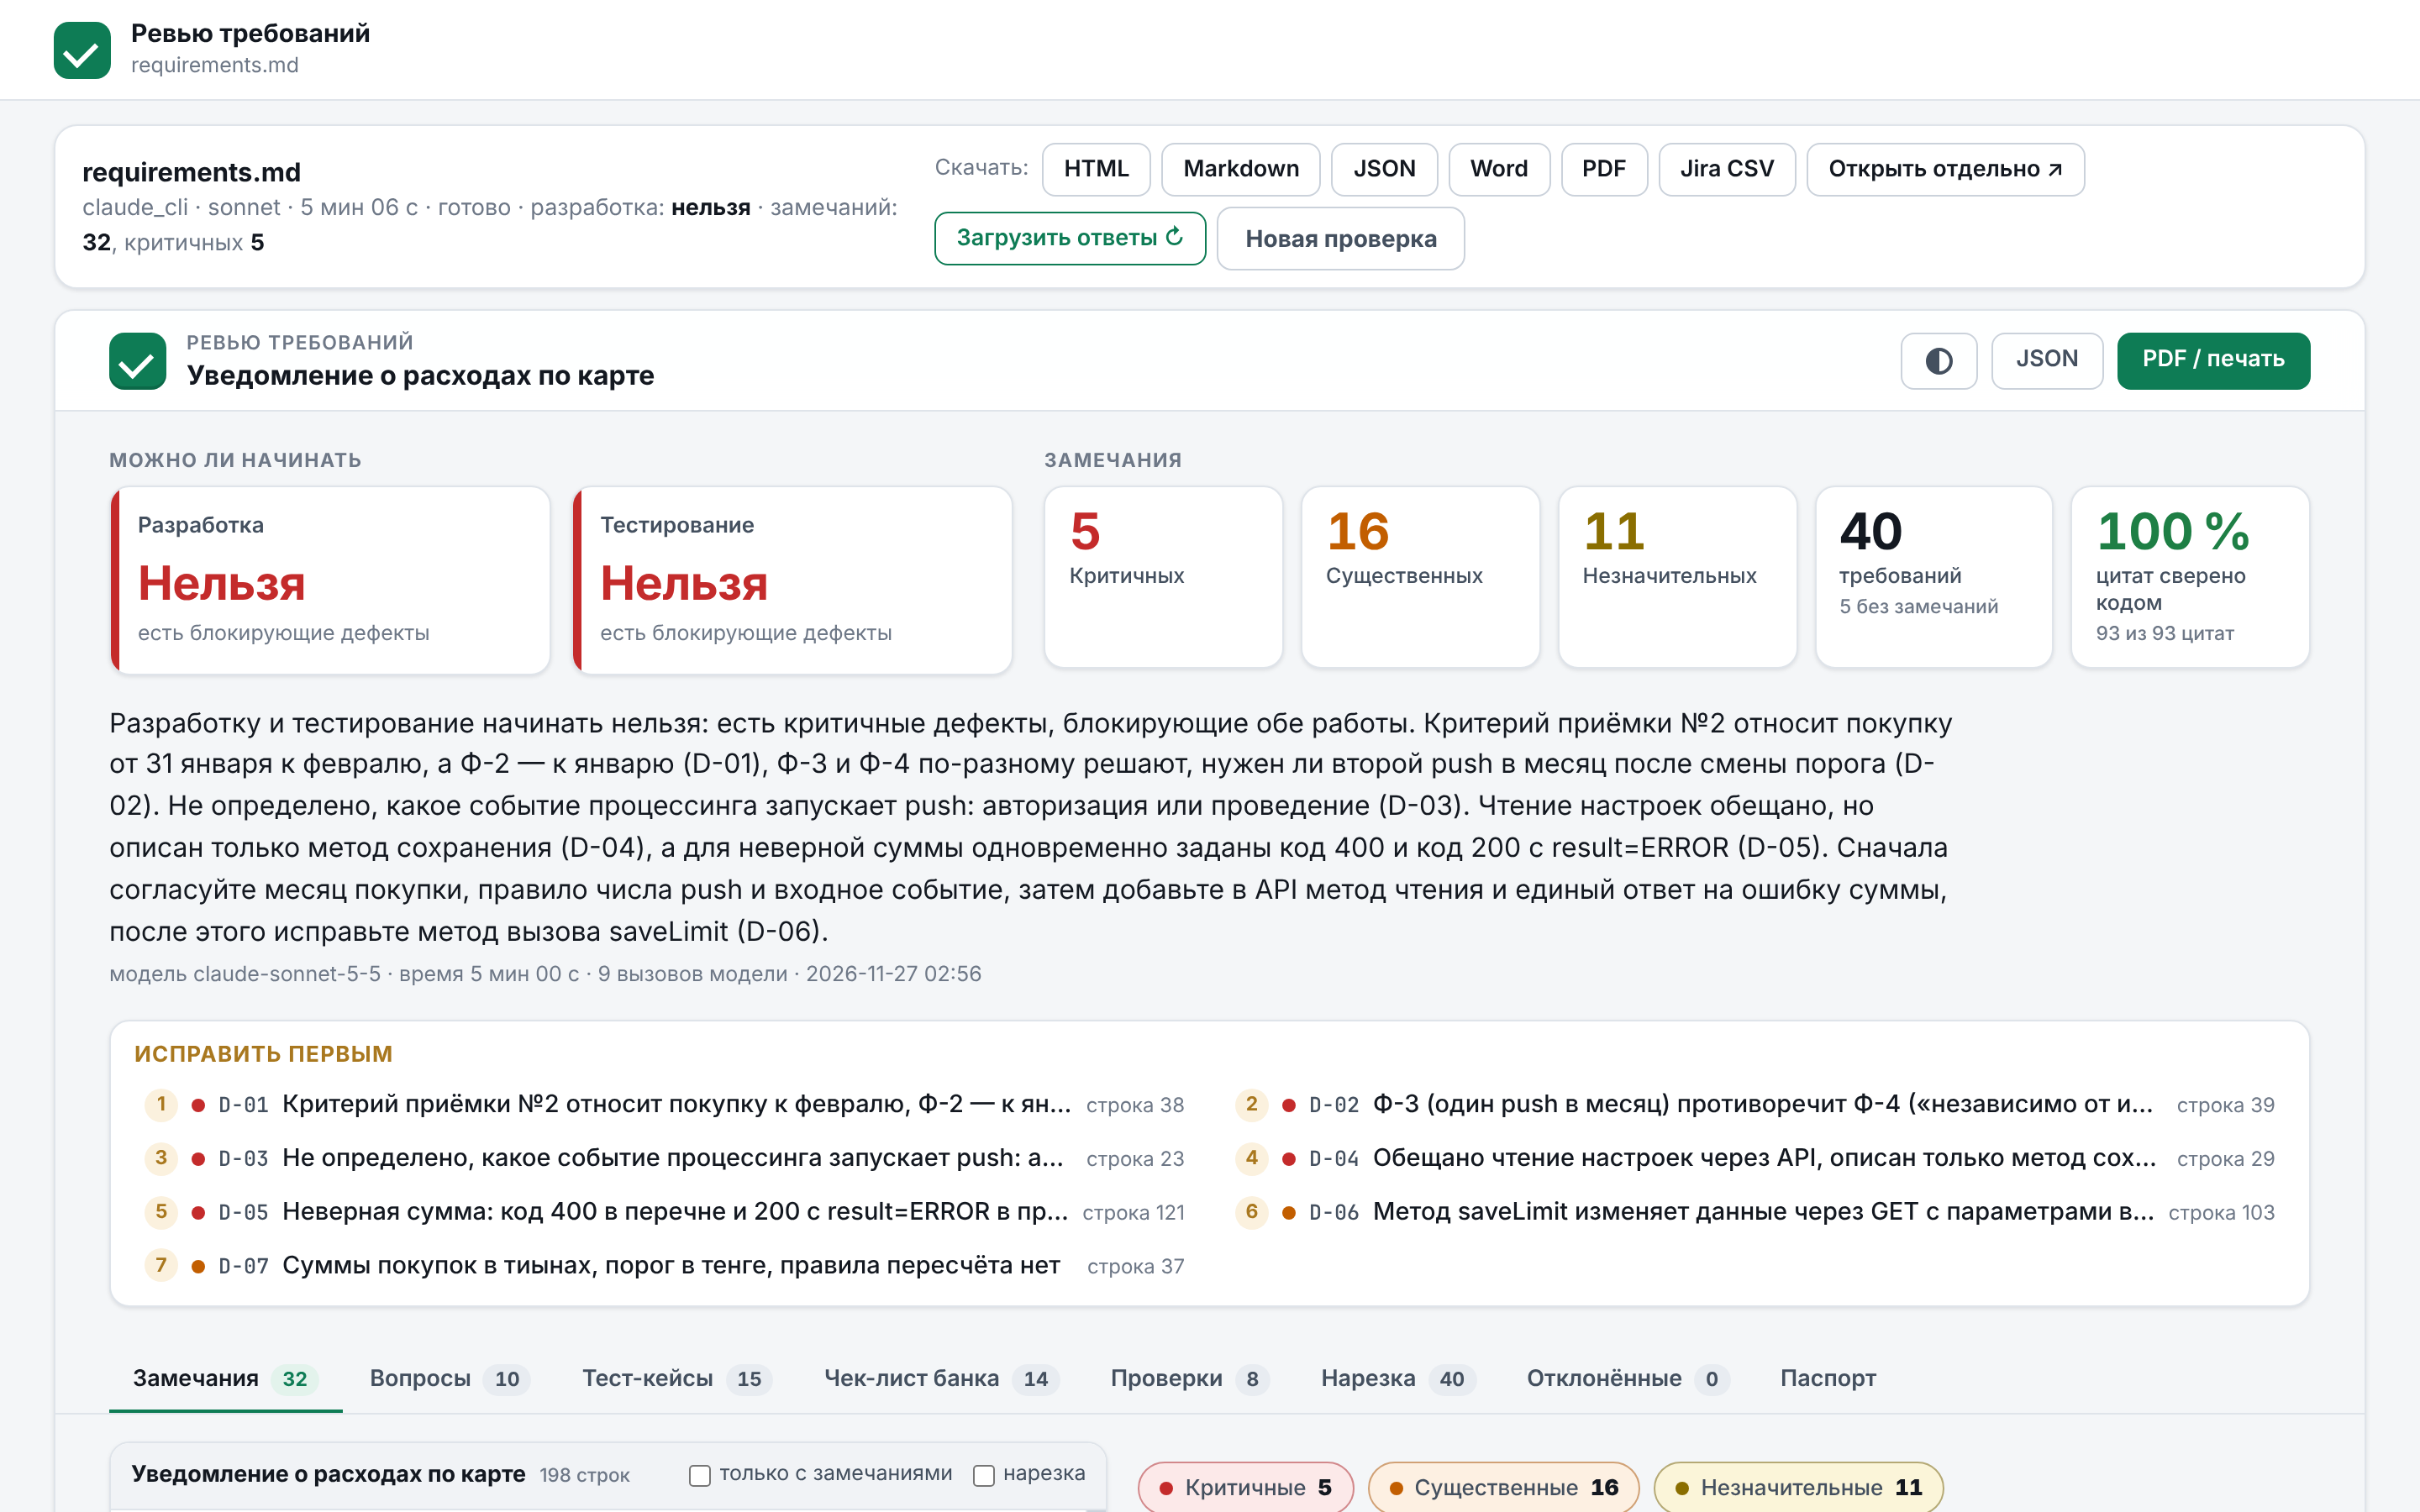 Ревью требований
requirements.md
requirements.md
claude_cli · sonnet · 5 мин 06 с · готово · разработка: нельзя · замечаний:
32, критичных 5
Скачать: HTML Markdown JSON Word PDF Jira CSV Открыть отдельно ↗
Загрузить ответы ↻ Новая проверка
РЕВЬЮ ТРЕБОВАНИЙ
Уведомление о расходах по карте
JSON PDF / печать
МОЖНО ЛИ НАЧИНАТЬ
Разработка
Нельзя
есть блокирующие дефекты
Тестирование
Нельзя
есть блокирующие дефекты
ЗАМЕЧАНИЯ
5
Критичных
16
Существенных
11
Незначительных
40
требований
5 без замечаний
100 %
цитат сверено
кодом
93 из 93 цитат
Разработку и тестирование начинать нельзя: есть критичные дефекты, блокирующие обе работы. Критерий приёмки №2 относит покупку
от 31 января к февралю, а Ф-2 — к январю (D-01), Ф-3 и Ф-4 по-разному решают, нужен ли второй push в месяц после смены порога (D-
02). Не определено, какое событие процессинга запускает push: авторизация или проведение (D-03). Чтение настроек обещано, но
описан только метод сохранения (D-04), а для неверной суммы одновременно заданы код 400 и код 200 с result=ERROR (D-05). Сначала
согласуйте месяц покупки, правило числа push и входное событие, затем добавьте в API метод чтения и единый ответ на ошибку суммы,
после этого исправьте метод вызова saveLimit (D-06).
модель claude-sonnet-5-5 · время 5 мин 00 с · 9 вызовов модели · 2026-11-27 02:56
ИСПРАВИТЬ ПЕРВЫМ
1 D-01 Критерий приёмки №2 относит покупку к февралю, Ф-2 — к ян... строка 38
2 D-02 Ф-3 (один push в месяц) противоречит Ф-4 («независимо от и... строка 39
3 D-03 Не определено, какое событие процессинга запускает push: а... строка 23
4 D-04 Обещано чтение настроек через API, описан только метод сох... строка 29
5 D-05 Неверная сумма: код 400 в перечне и 200 с result=ERROR в пр... строка 121
6 D-06 Метод saveLimit изменяет данные через GET с параметрами в... строка 103
7 D-07 Суммы покупок в тиынах, порог в тенге, правила пересчёта нет строка 37
Замечания 32 Вопросы 10 Тест-кейсы 15 Чек-лист банка 14 Проверки 8 Нарезка 40 Отклонённые 0 Паспорт
Уведомление о расходах по карте 198 строк только с замечаниями нарезка
Критичные 5 Существенные 16 Незначительные 11